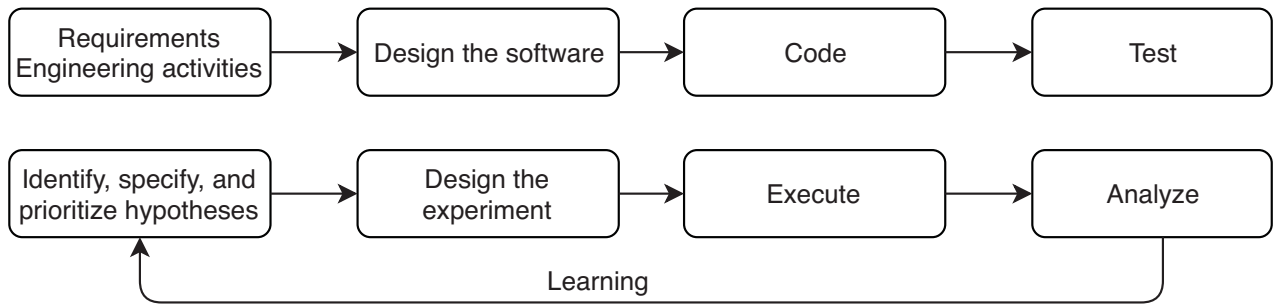 Requirements
Engineering activities
Design the software
Code
Test
Identify, specify, and
prioritize hypotheses
Design the
experiment
Execute
Analyze
Learning